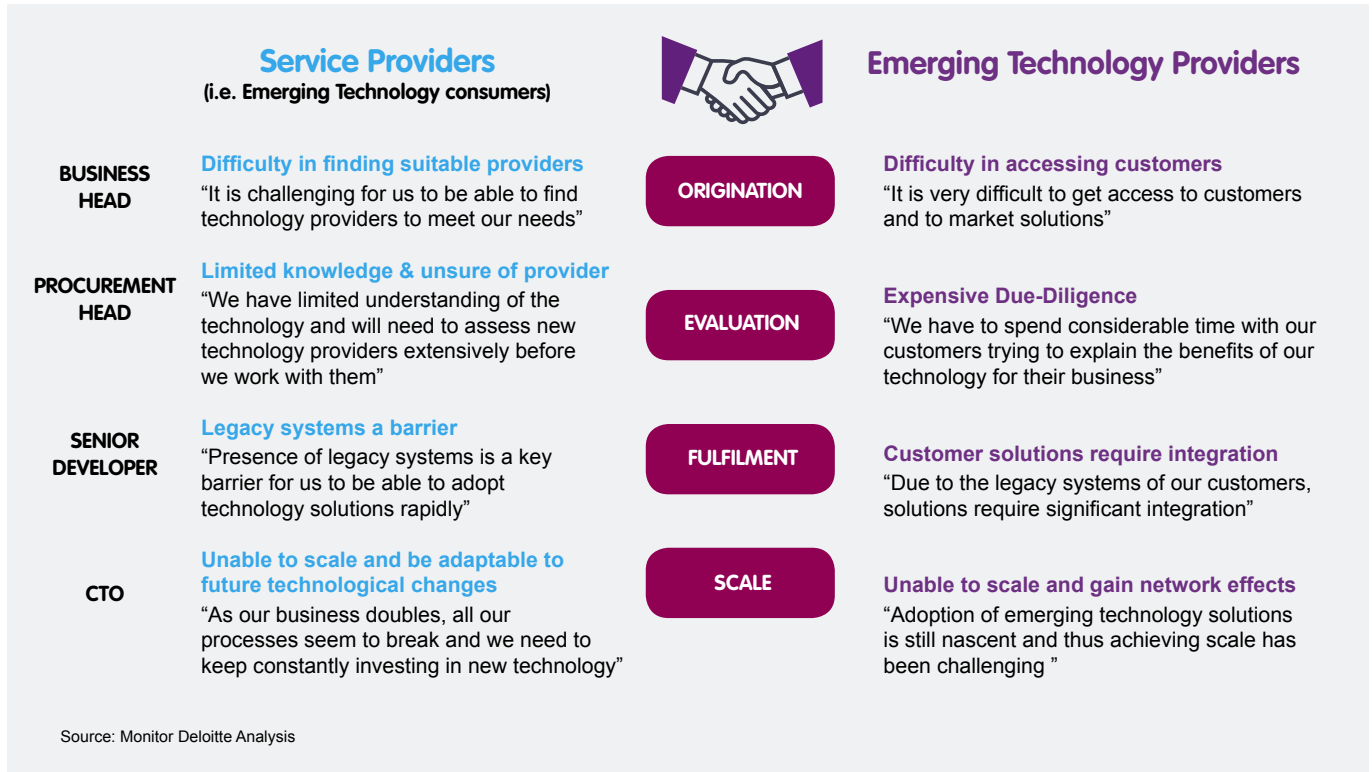 Service Providers
(i.e. Emerging Technology consumers)
Emerging Technology Providers
BUSINESS
HEAD
Difficulty in finding suitable providers
“It is challenging for us to be able to find
technology providers to meet our needs”
ORIGINATION
Difficulty in accessing customers
“It is very difficult to get access to customers
and to market solutions”
PROCUREMENT
HEAD
Limited knowledge & unsure of provider
“We have limited understanding of the
technology and will need to assess new
technology providers extensively before
we work with them”
EVALUATION
Expensive Due-Diligence
“We have to spend considerable time with our
customers trying to explain the benefits of our
technology for their business”
SENIOR
DEVELOPER
Legacy systems a barrier
“Presence of legacy systems is a key
barrier for us to be able to adopt
technology solutions rapidly”
FULFILMENT
Customer solutions require integration
“Due to the legacy systems of our customers,
solutions require significant integration”
CTO
Unable to scale and be adaptable to
future technological changes
“As our business doubles, all our
processes seem to break and we need to
keep constantly investing in new technology”
SCALE
Unable to scale and gain network effects
“Adoption of emerging technology solutions
is still nascent and thus achieving scale has
been challenging ”
Source: Monitor Deloitte Analysis